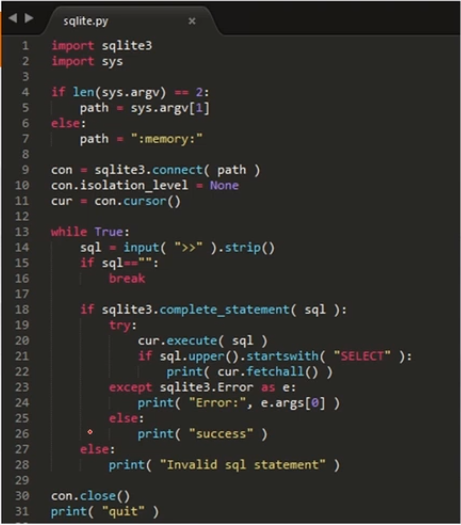 sqlite.py ×
1 import sqlite3
2 import sys
3
4 if len(sys.argv) == 2:
5     path = sys.argv[1]
6 else:
7     path = ":memory:"
8
9 con = sqlite3.connect( path )
10 con.isolation_level = None
11 cur = con.cursor()
12
13 while True:
14     sql = input( ">>" ).strip()
15     if sql=="":
16         break
17
18     if sqlite3.complete_statement( sql ):
19         try:
20             cur.execute( sql )
21             if sql.upper().startswith( "SELECT" ):
22                 print( cur.fetchall() )
23         except sqlite3.Error as e:
24             print( "Error:", e.args[0] )
25         else:
26             print( "success" )
27     else:
28         print( "Invalid sql statement" )
29
30 con.close()
31 print( "quit" )